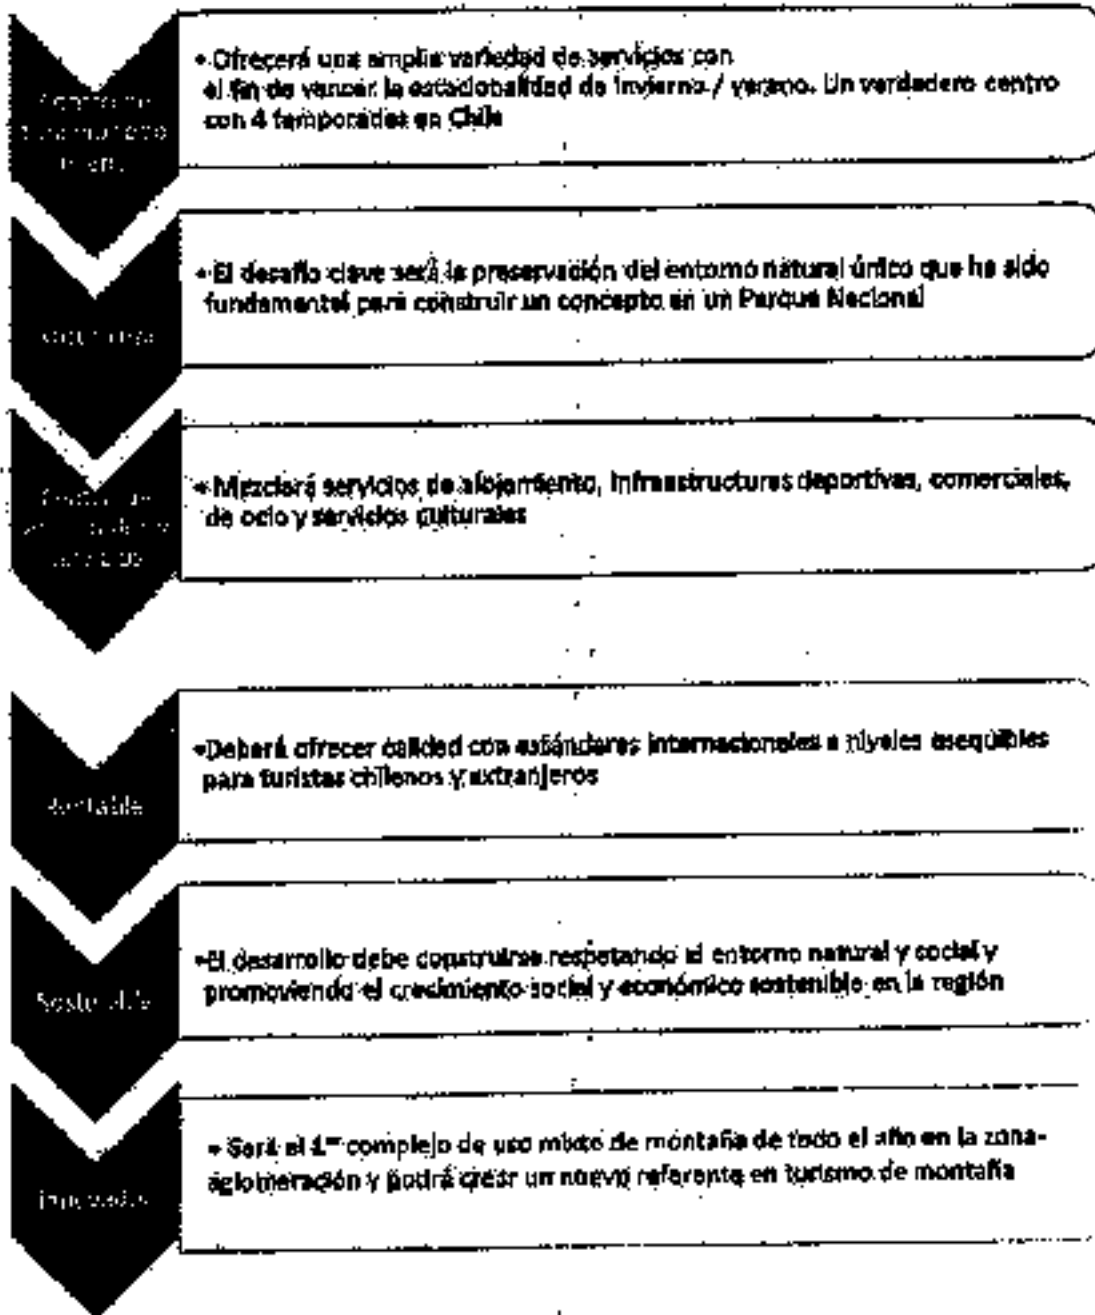 • Ofrecerá una amplia variedad de servicios con
el fin de vencer la estacionalidad de invierno / verano. Un verdadero centro
con 4 temporadas en Chile
• El desafío clave será la preservación del entorno natural único que ha sido
fundamental para construir un concepto en un Parque Nacional
• Mezclará servicios de alojamiento, infraestructuras deportivas, comerciales,
de ocio y servicios culturales
Rentable
• Deberá ofrecer calidad con estándares internacionales a niveles asequibles
para turistas chilenos y extranjeros
Sostenible
• El desarrollo debe construirse respetando el entorno natural y social y
promoviendo el crecimiento social y económico sostenible en la región
• Será el 1er complejo de uso mixto de montaña de todo el año en la zona-
aglomeración y podrá crear un nuevo referente en turismo de montaña